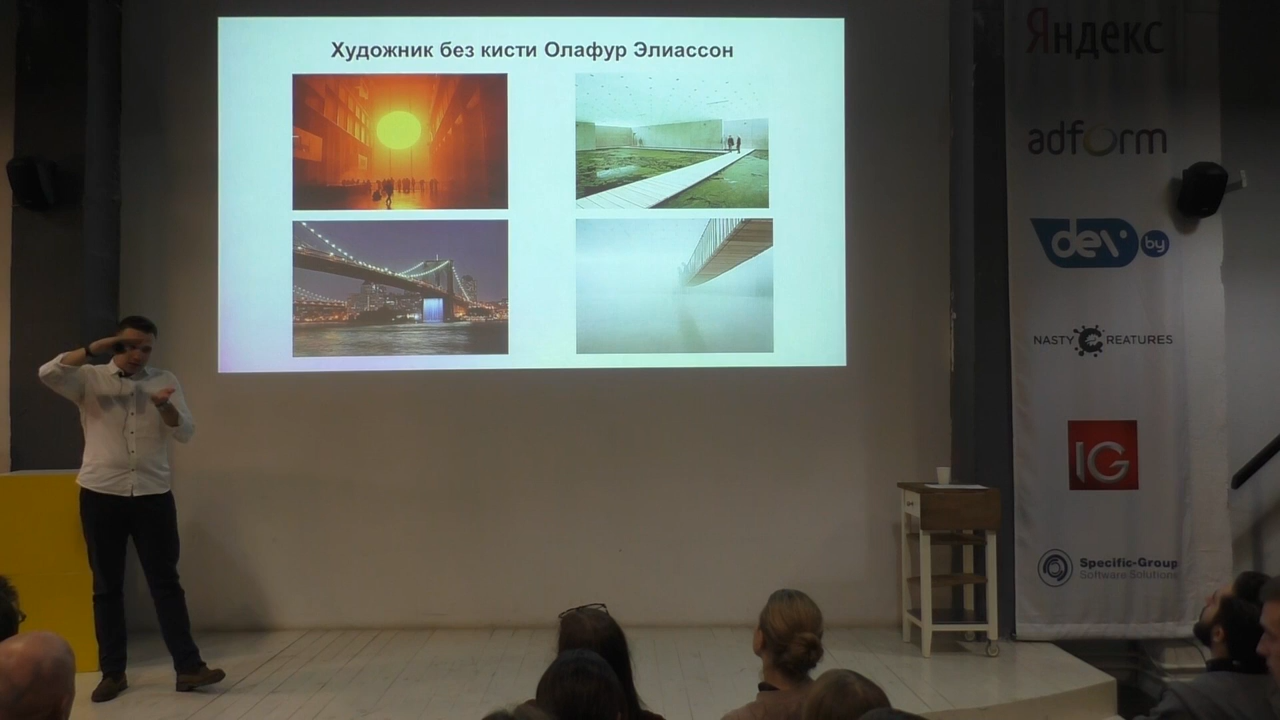 Художник без кисти Олафур Элиассон
Яндекс
adform
dev by
NASTY CREATURES
IG
Specific-Group
Software Solutions